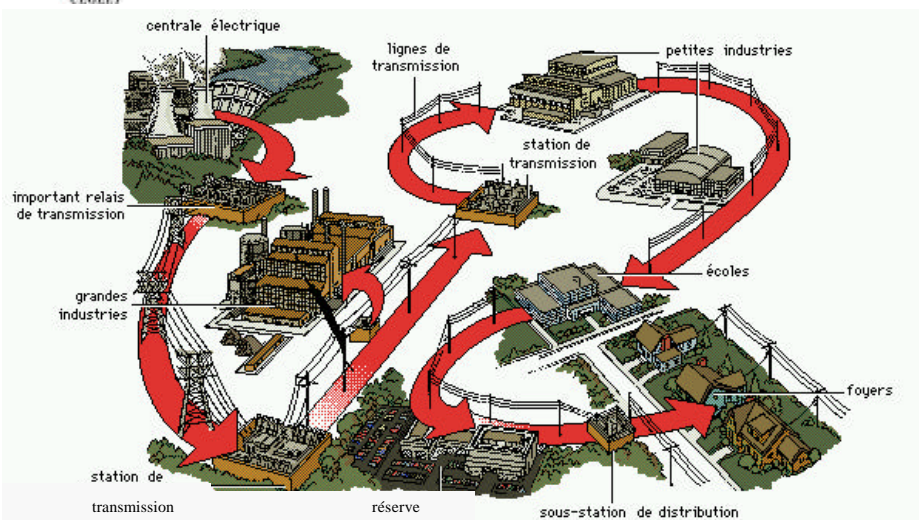 centrale électrique
lignes de
transmission
petites industries
station de
transmission
important relais
de transmission
grandes
industries
écoles
foyers
station de
transmission
réserve
sous-station de distribution